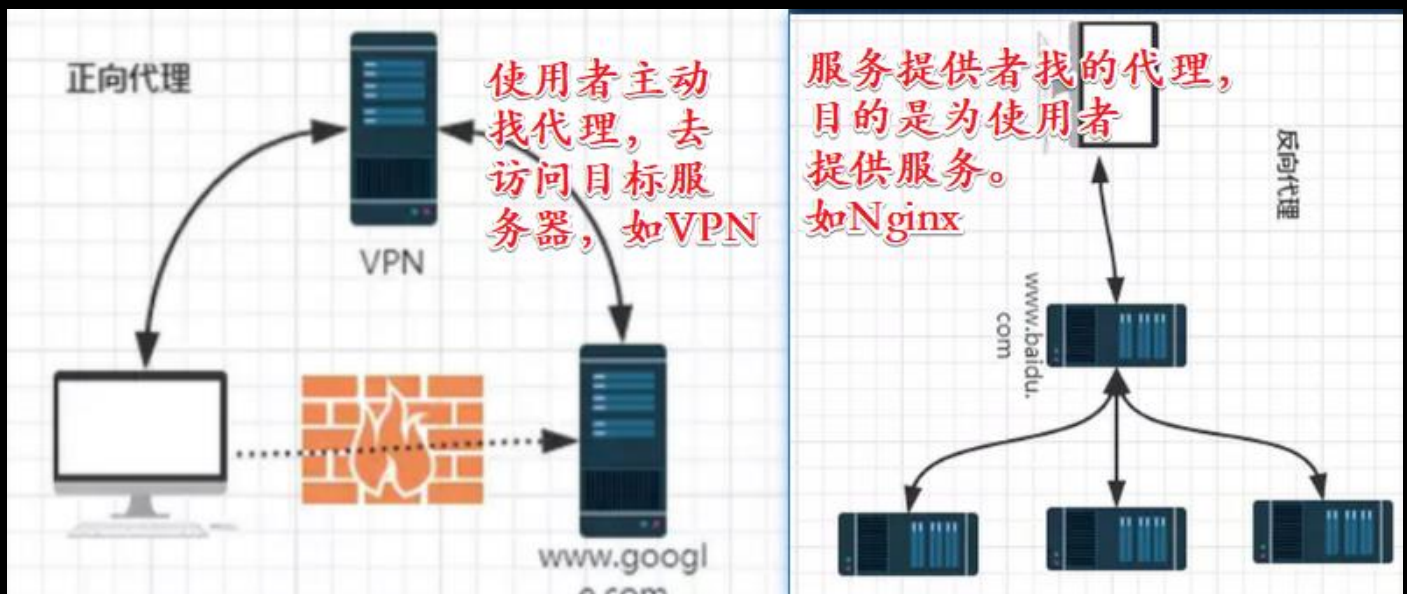 正向代理
使用者主动
找代理，去
访问目标服
务器，如VPN
VPN
www.googl
e.com
服务提供者找的代理，
目的是为使用者
提供服务。
如Nginx
反向代理
www.baidu.
com